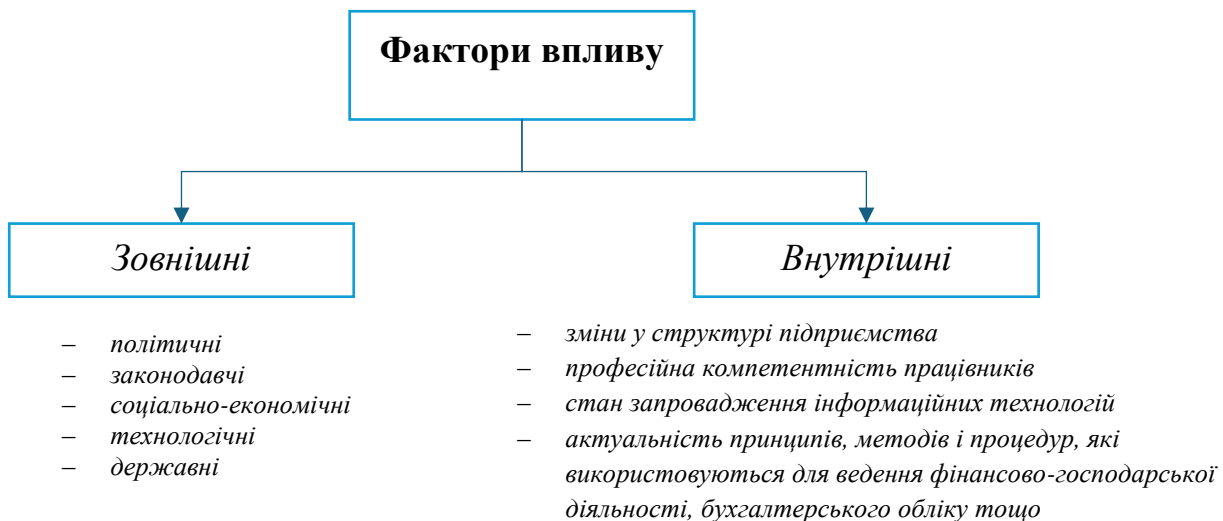 Фактори впливу
Зовнішні
– політичні
– законодавчі
– соціально-економічні
– технологічні
– державні
Внутрішні
– зміни у структурі підприємства
– професійна компетентність працівників
– стан запровадження інформаційних технологій
– актуальність принципів, методів і процедур, які
використовуються для ведення фінансово-господарської
діяльності, бухгалтерського обліку тощо